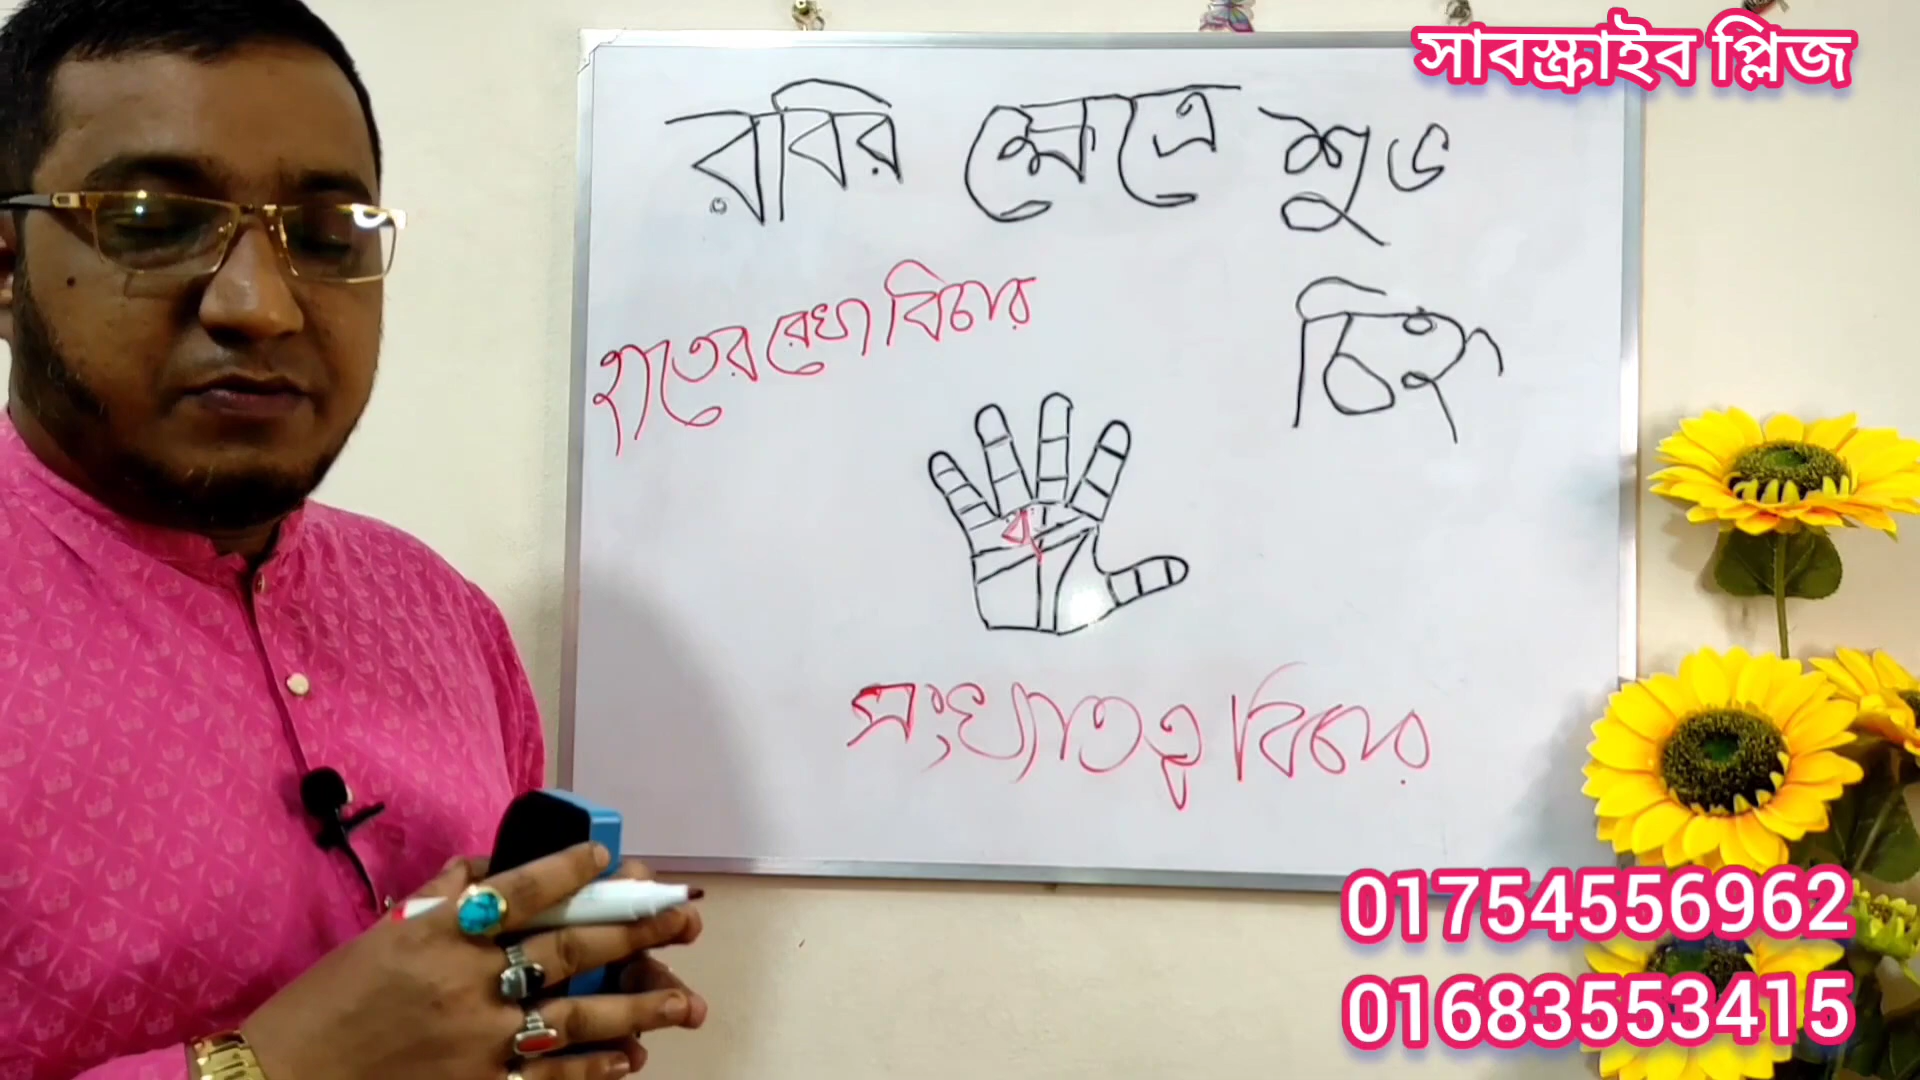 সাবস্ক্রাইব প্লিজ
রবির ক্ষেত্রে শুভ
চিহ্ন
হাতের রেখা বিচার
র
সংখ্যাতত্ত্ব বিচার
01754556962
01683553415